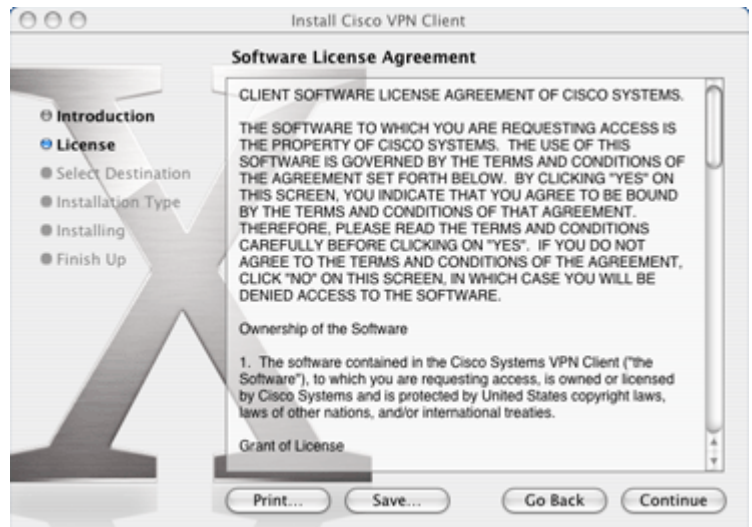 Install Cisco VPN Client
Software License Agreement
Introduction
License
Select Destination
Installation Type
Installing
Finish Up
CLIENT SOFTWARE LICENSE AGREEMENT OF CISCO SYSTEMS.
THE SOFTWARE TO WHICH YOU ARE REQUESTING ACCESS IS
THE PROPERTY OF CISCO SYSTEMS.  THE USE OF THIS
SOFTWARE IS GOVERNED BY THE TERMS AND CONDITIONS OF
THE AGREEMENT SET FORTH BELOW.  BY CLICKING "YES" ON
THIS SCREEN, YOU INDICATE THAT YOU AGREE TO BE BOUND
BY THE TERMS AND CONDITIONS OF THAT AGREEMENT.
THEREFORE, PLEASE READ THE TERMS AND CONDITIONS
CAREFULLY BEFORE CLICKING ON "YES".  IF YOU DO NOT
AGREE TO THE TERMS AND CONDITIONS OF THE AGREEMENT,
CLICK "NO" ON THIS SCREEN, IN WHICH CASE YOU WILL BE
DENIED ACCESS TO THE SOFTWARE.
Ownership of the Software
1.  The software contained in the Cisco Systems VPN Client ("the
Software"), to which you are requesting access, is owned or licensed
by Cisco Systems and is protected by United States copyright laws,
laws of other nations, and/or international treaties.
Grant of License
Print...
Save...
Go Back
Continue